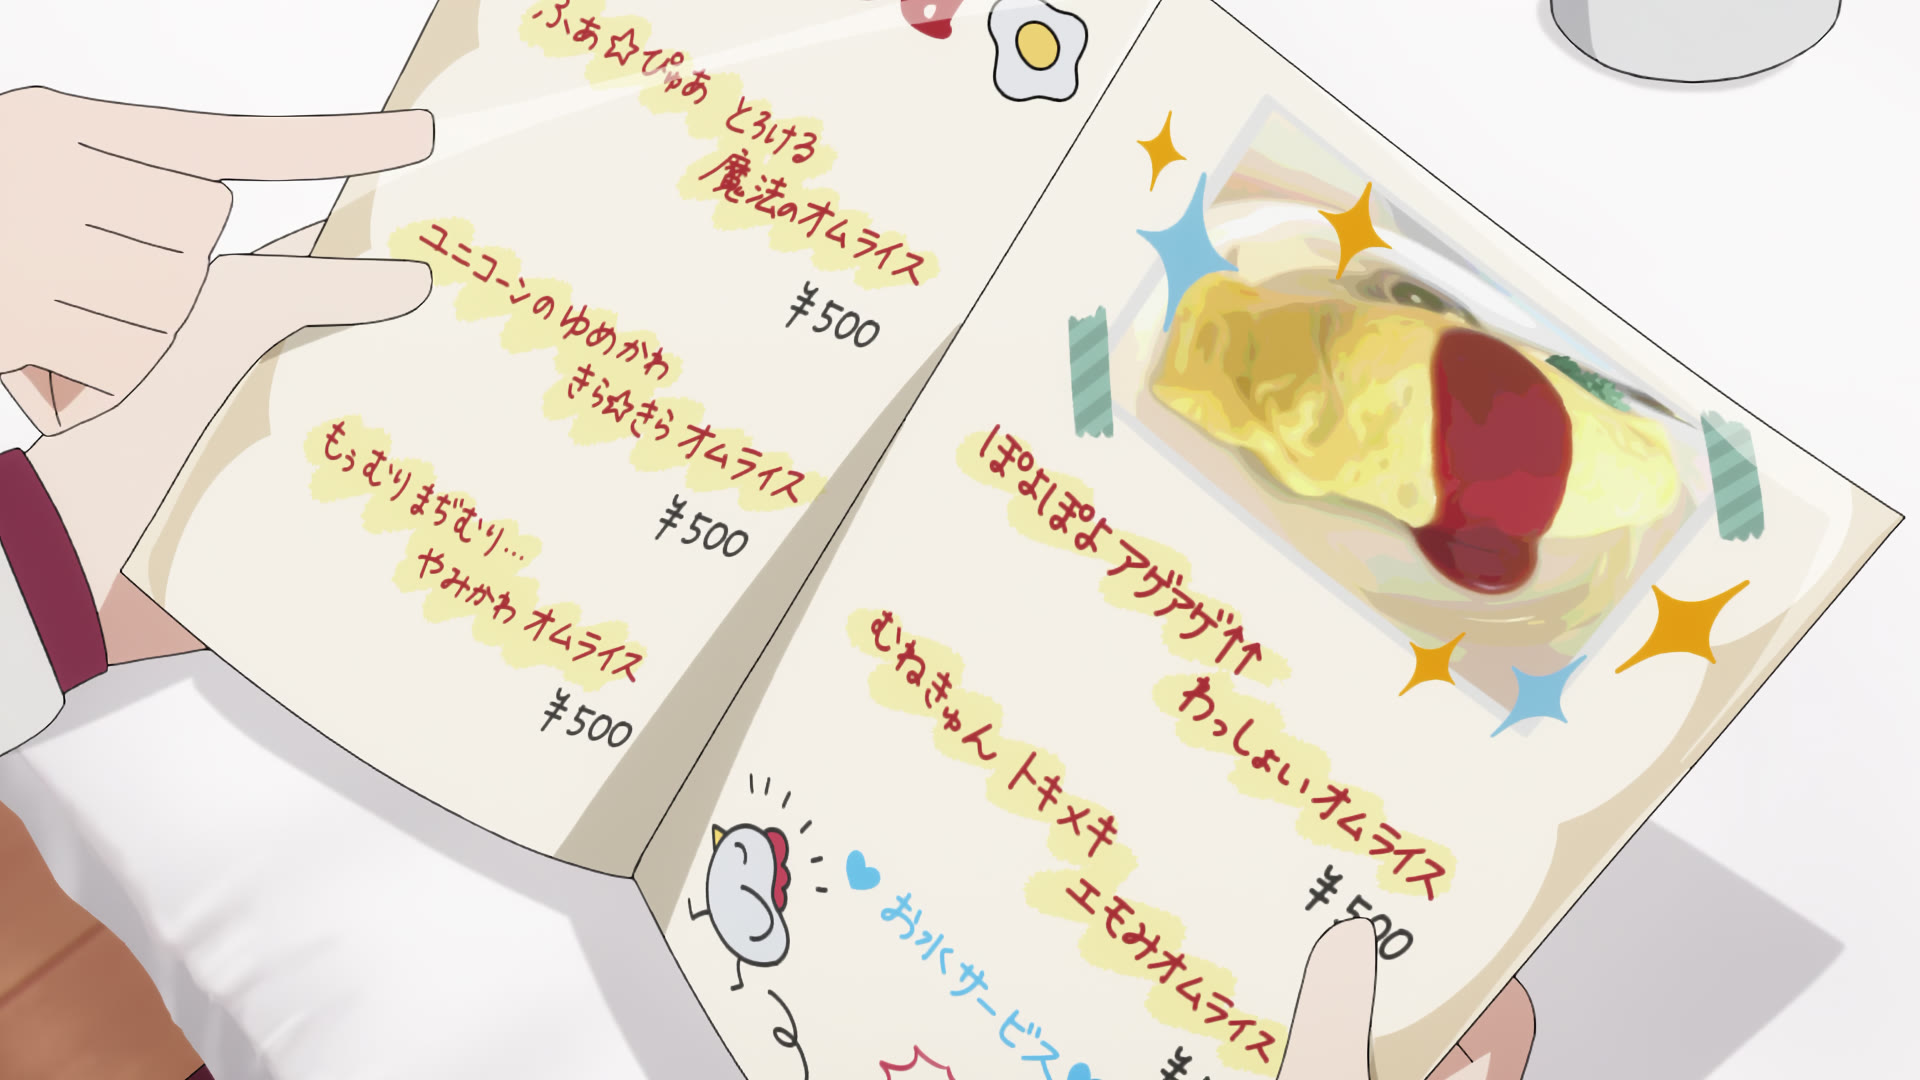 ふあ☆ぴゅあ とろける
魔法のオムライス
¥500
ユニコーンのゆめかわ
きら☆きら オムライス
¥500
もぅむりまぢむり…
やみかわ オムライス
¥500
ぽよぽよ アゲアゲ↑↑
わっしょいオムライス
¥500
むねきゅん トキメキ
エモみオムライス
¥
お水サービス